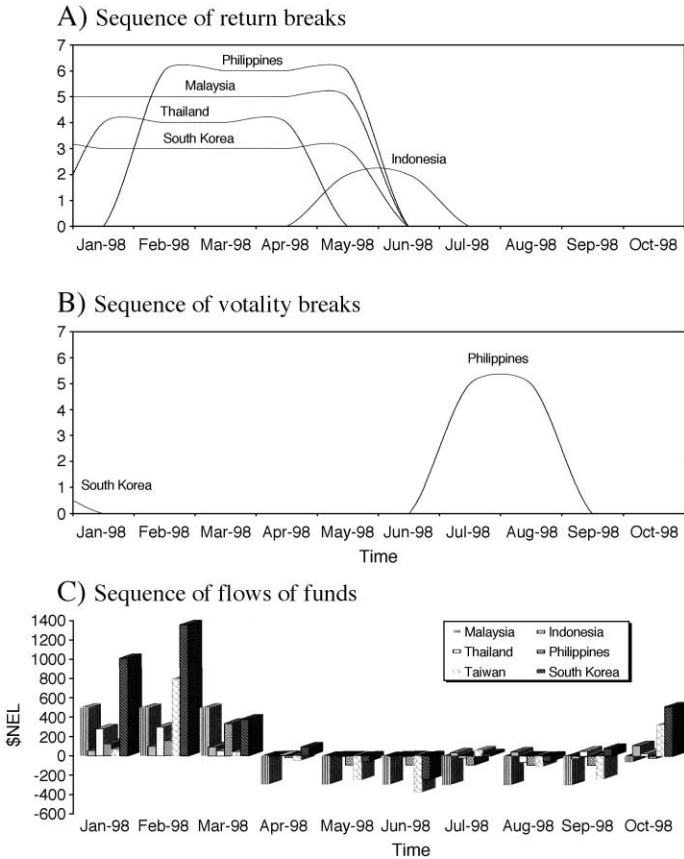 A) Sequence of return breaks
7
6
5
4
3
2
1
0
Philippines
Malaysia
Thailand
South Korea
Indonesia
Jan-98 Feb-98 Mar-98 Apr-98 May-98 Jun-98 Jul-98 Aug-98 Sep-98 Oct-98
B) Sequence of votality breaks
7
6
5
4
3
2
1
0
Philippines
South Korea
Jan-98 Feb-98 Mar-98 Apr-98 May-98 Jun-98 Jul-98 Aug-98 Sep-98 Oct-98
Time
C) Sequence of flows of funds
$NEL
1400
1200
1000
800
600
400
200
0
-200
-400
-600
Malaysia Indonesia
Thailand Philippines
Taiwan South Korea
Jan-98 Feb-98 Mar-98 Apr-98 May-98 Jun-98 Jul-98 Aug-98 Sep-98 Oct-98
Time